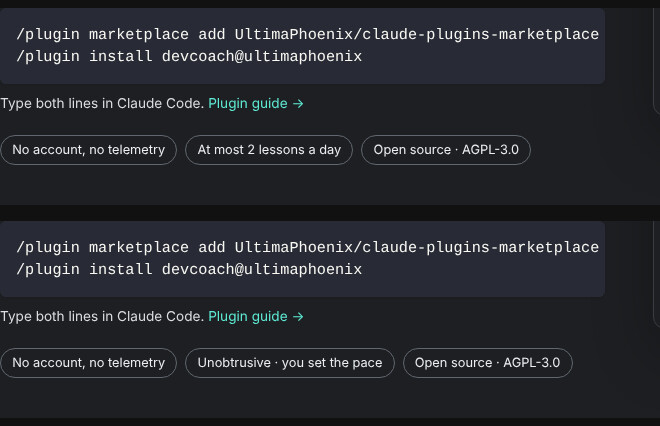 /plugin marketplace add UltimaPhoenix/claude-plugins-marketplace
/plugin install devcoach@ultimaphoenix
Type both lines in Claude Code. Plugin guide →
No account, no telemetry
At most 2 lessons a day
Open source · AGPL-3.0
/plugin marketplace add UltimaPhoenix/claude-plugins-marketplace
/plugin install devcoach@ultimaphoenix
Type both lines in Claude Code. Plugin guide →
No account, no telemetry
Unobtrusive · you set the pace
Open source · AGPL-3.0